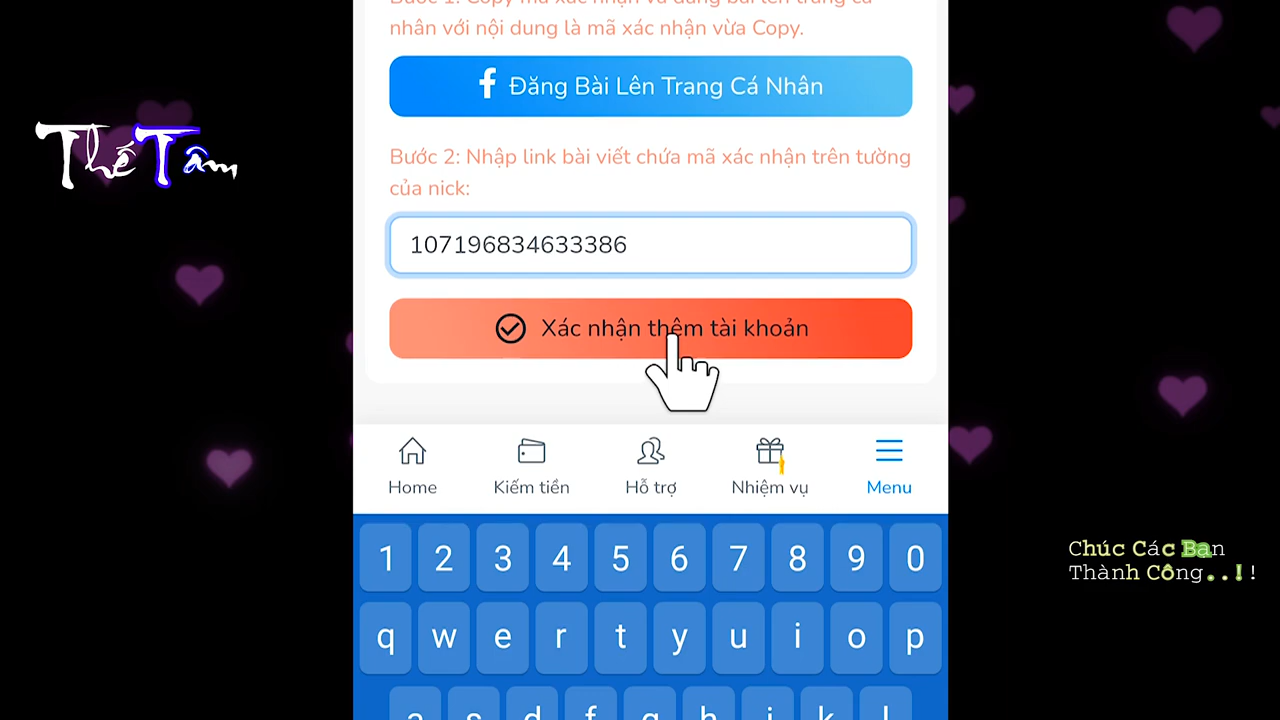 Bước 1: Copy mã xác nhận và đăng bài lên trang cá
nhân với nội dung là mã xác nhận vừa Copy.
Đăng Bài Lên Trang Cá Nhân
Bước 2: Nhập link bài viết chứa mã xác nhận trên tường
của nick:
107196834633386
Xác nhận thêm tài khoản
Home
Kiếm tiền
Hỗ trợ
Nhiệm vụ
Menu
1 2 3 4 5 6 7 8 9 0
q w e r t y u i o p
a s d f g h j k l
Thế Tâm
Chúc Các Bạn
Thành Công..!!